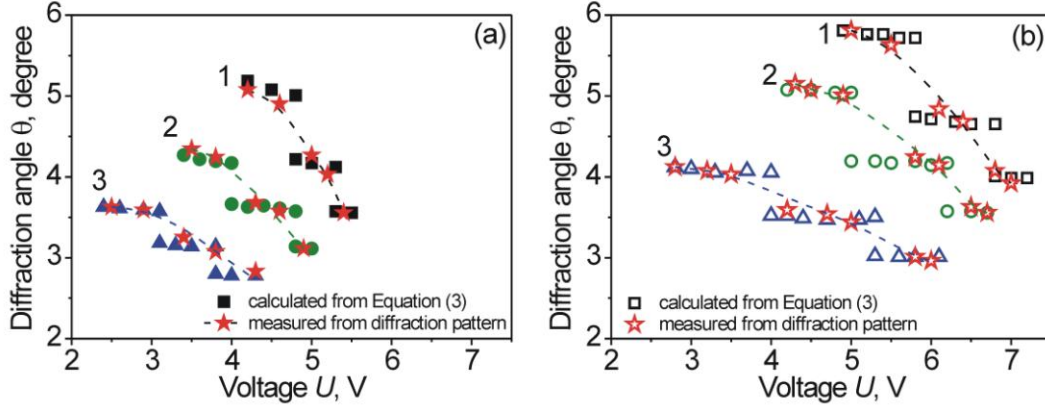 6
5
4
3
2
Diffraction angle θ, degree
(a)
1
2
3
calculated from Equation (3)
measured from diffraction pattern
2 3 4 5 6 7
Voltage U, V
6
5
4
3
2
Diffraction angle θ, degree
(b)
1
2
3
calculated from Equation (3)
measured from diffraction pattern
2 3 4 5 6 7
Voltage U, V